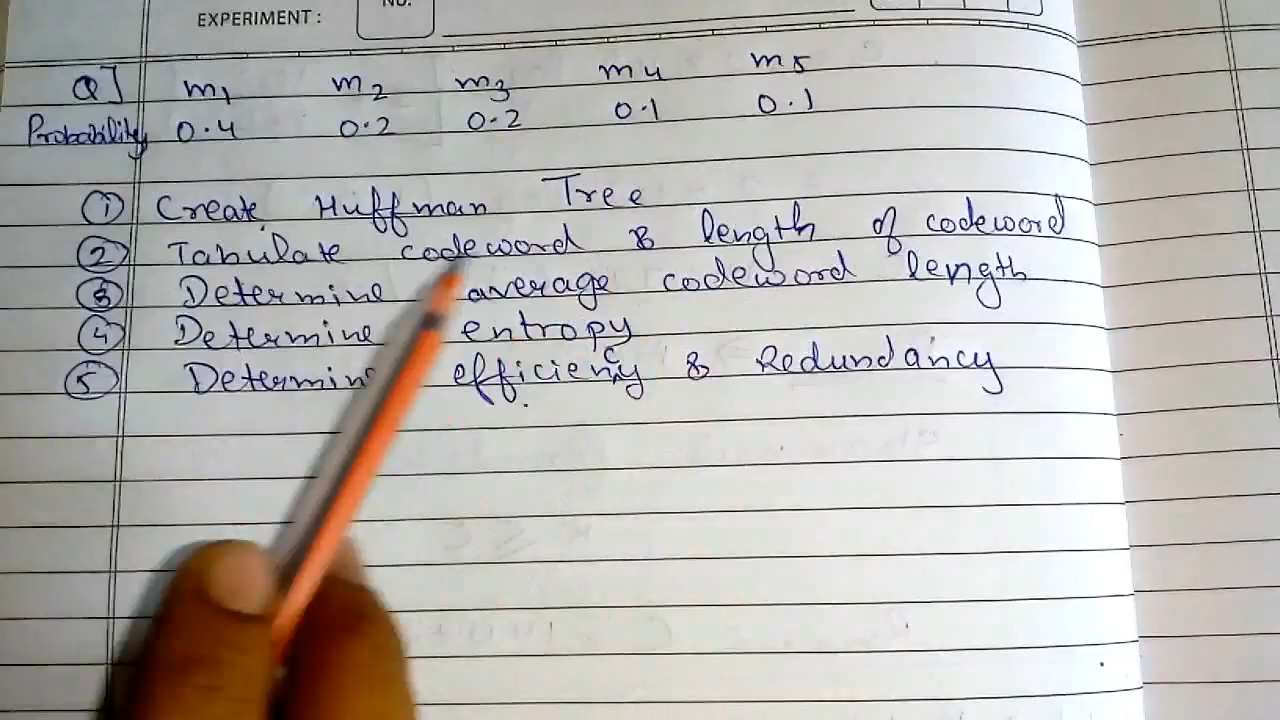 NO.
EXPERIMENT :
Q] m1 m2 m3 m4 m5
Probability 0.4 0.2 0.2 0.1 0.1
① Create Huffman Tree
② Tabulate codeword & length of codeword
③ Determine average codeword length
④ Determine entropy
⑤ Determine efficiency & Redundancy